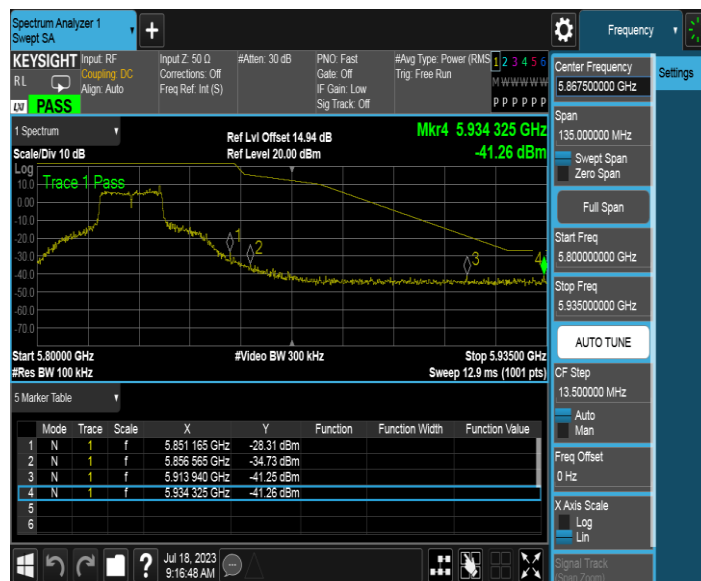 Spectrum Analyzer 1
Swept SA
+
Frequency
KEYSIGHT
RL
LXI PASS
Input: RF
Coupling: DC
Align: Auto
Input Z: 50 Ω
Corrections: Off
Freq Ref: Int (S)
#Atten: 30 dB
PNO: Fast
Gate: Off
IF Gain: Low
Sig Track: Off
#Avg Type: Power (RMS
Trig: Free Run
1 2 3 4 5 6
M W W W W W
P P P P P P
1 Spectrum
Scale/Div 10 dB
Ref Lvl Offset 14.94 dB
Ref Level 20.00 dBm
Mkr4 5.934 325 GHz
-41.26 dBm
Log
Trace 1 Pass
10.0
0.00
-10.0
-20.0
-30.0
-40.0
-50.0
-60.0
-70.0
1
2
3
4
Start 5.80000 GHz
#Res BW 100 kHz
#Video BW 300 kHz
Stop 5.93500 GHz
Sweep 12.9 ms (1001 pts)
5 Marker Table
Mode Trace Scale X Y Function Function Width Function Value
1 N 1 f 5.851 165 GHz -28.31 dBm
2 N 1 f 5.856 565 GHz -34.73 dBm
3 N 1 f 5.913 940 GHz -41.25 dBm
4 N 1 f 5.934 325 GHz -41.26 dBm
5
6
?
Jul 18, 2023
9:16:48 AM
Center Frequency
5.867500000 GHz
Span
135.000000 MHz
Swept Span
Zero Span
Full Span
Start Freq
5.800000000 GHz
Stop Freq
5.935000000 GHz
AUTO TUNE
CF Step
13.500000 MHz
Auto
Man
Freq Offset
0 Hz
X Axis Scale
Log
Lin
Signal Track
(Span Zoom)
Settings